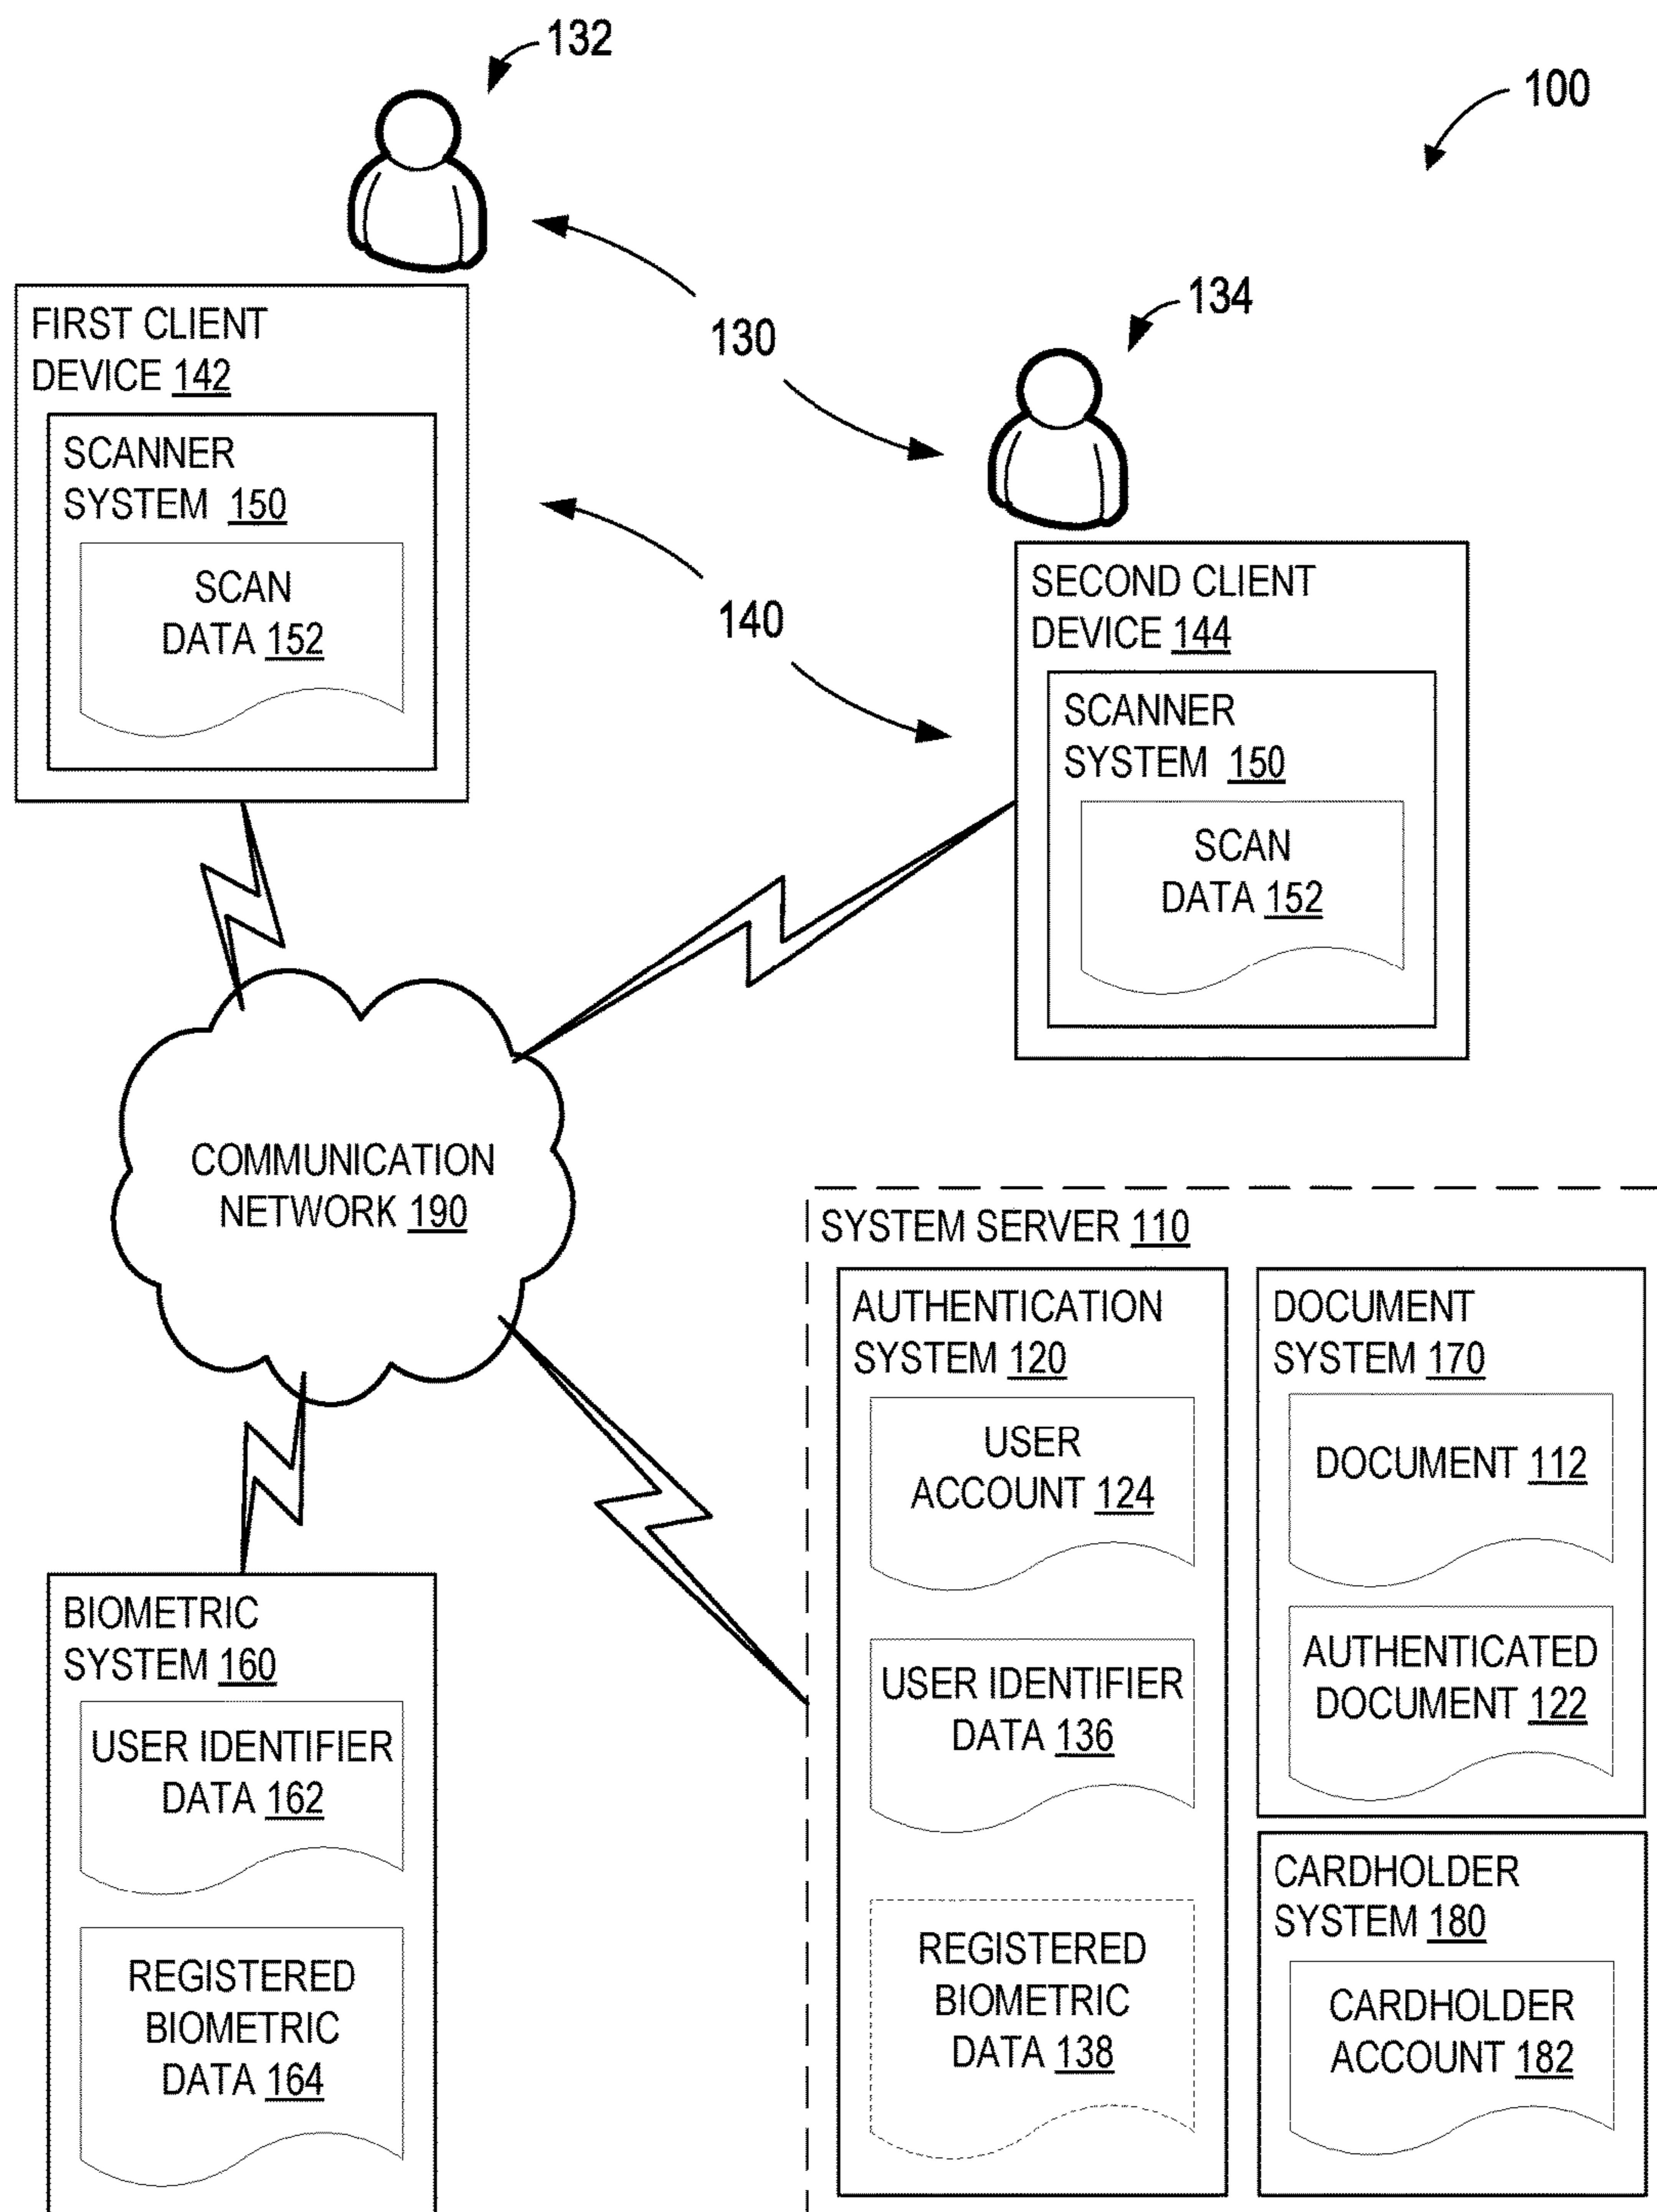 132
100
FIRST CLIENT
DEVICE 142
SCANNER
SYSTEM 150
SCAN
DATA 152
130
134
140
SECOND CLIENT
DEVICE 144
SCANNER
SYSTEM 150
SCAN
DATA 152
COMMUNICATION
NETWORK 190
SYSTEM SERVER 110
AUTHENTICATION
SYSTEM 120
USER
ACCOUNT 124
USER IDENTIFIER
DATA 136
REGISTERED
BIOMETRIC
DATA 138
DOCUMENT
SYSTEM 170
DOCUMENT 112
AUTHENTICATED
DOCUMENT 122
CARDHOLDER
SYSTEM 180
CARDHOLDER
ACCOUNT 182
BIOMETRIC
SYSTEM 160
USER IDENTIFIER
DATA 162
REGISTERED
BIOMETRIC
DATA 164